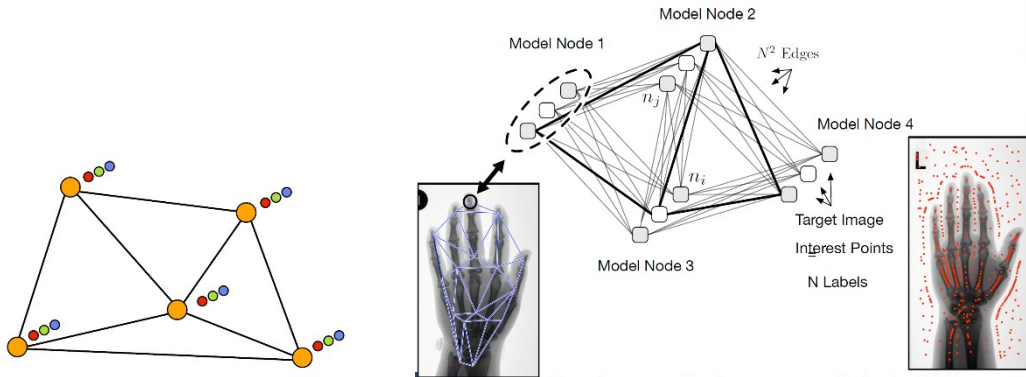 Model Node 2
Model Node 1
N² Edges
n_j
Model Node 4
L
n_i
Target Image
Interest Points
Model Node 3
N Labels